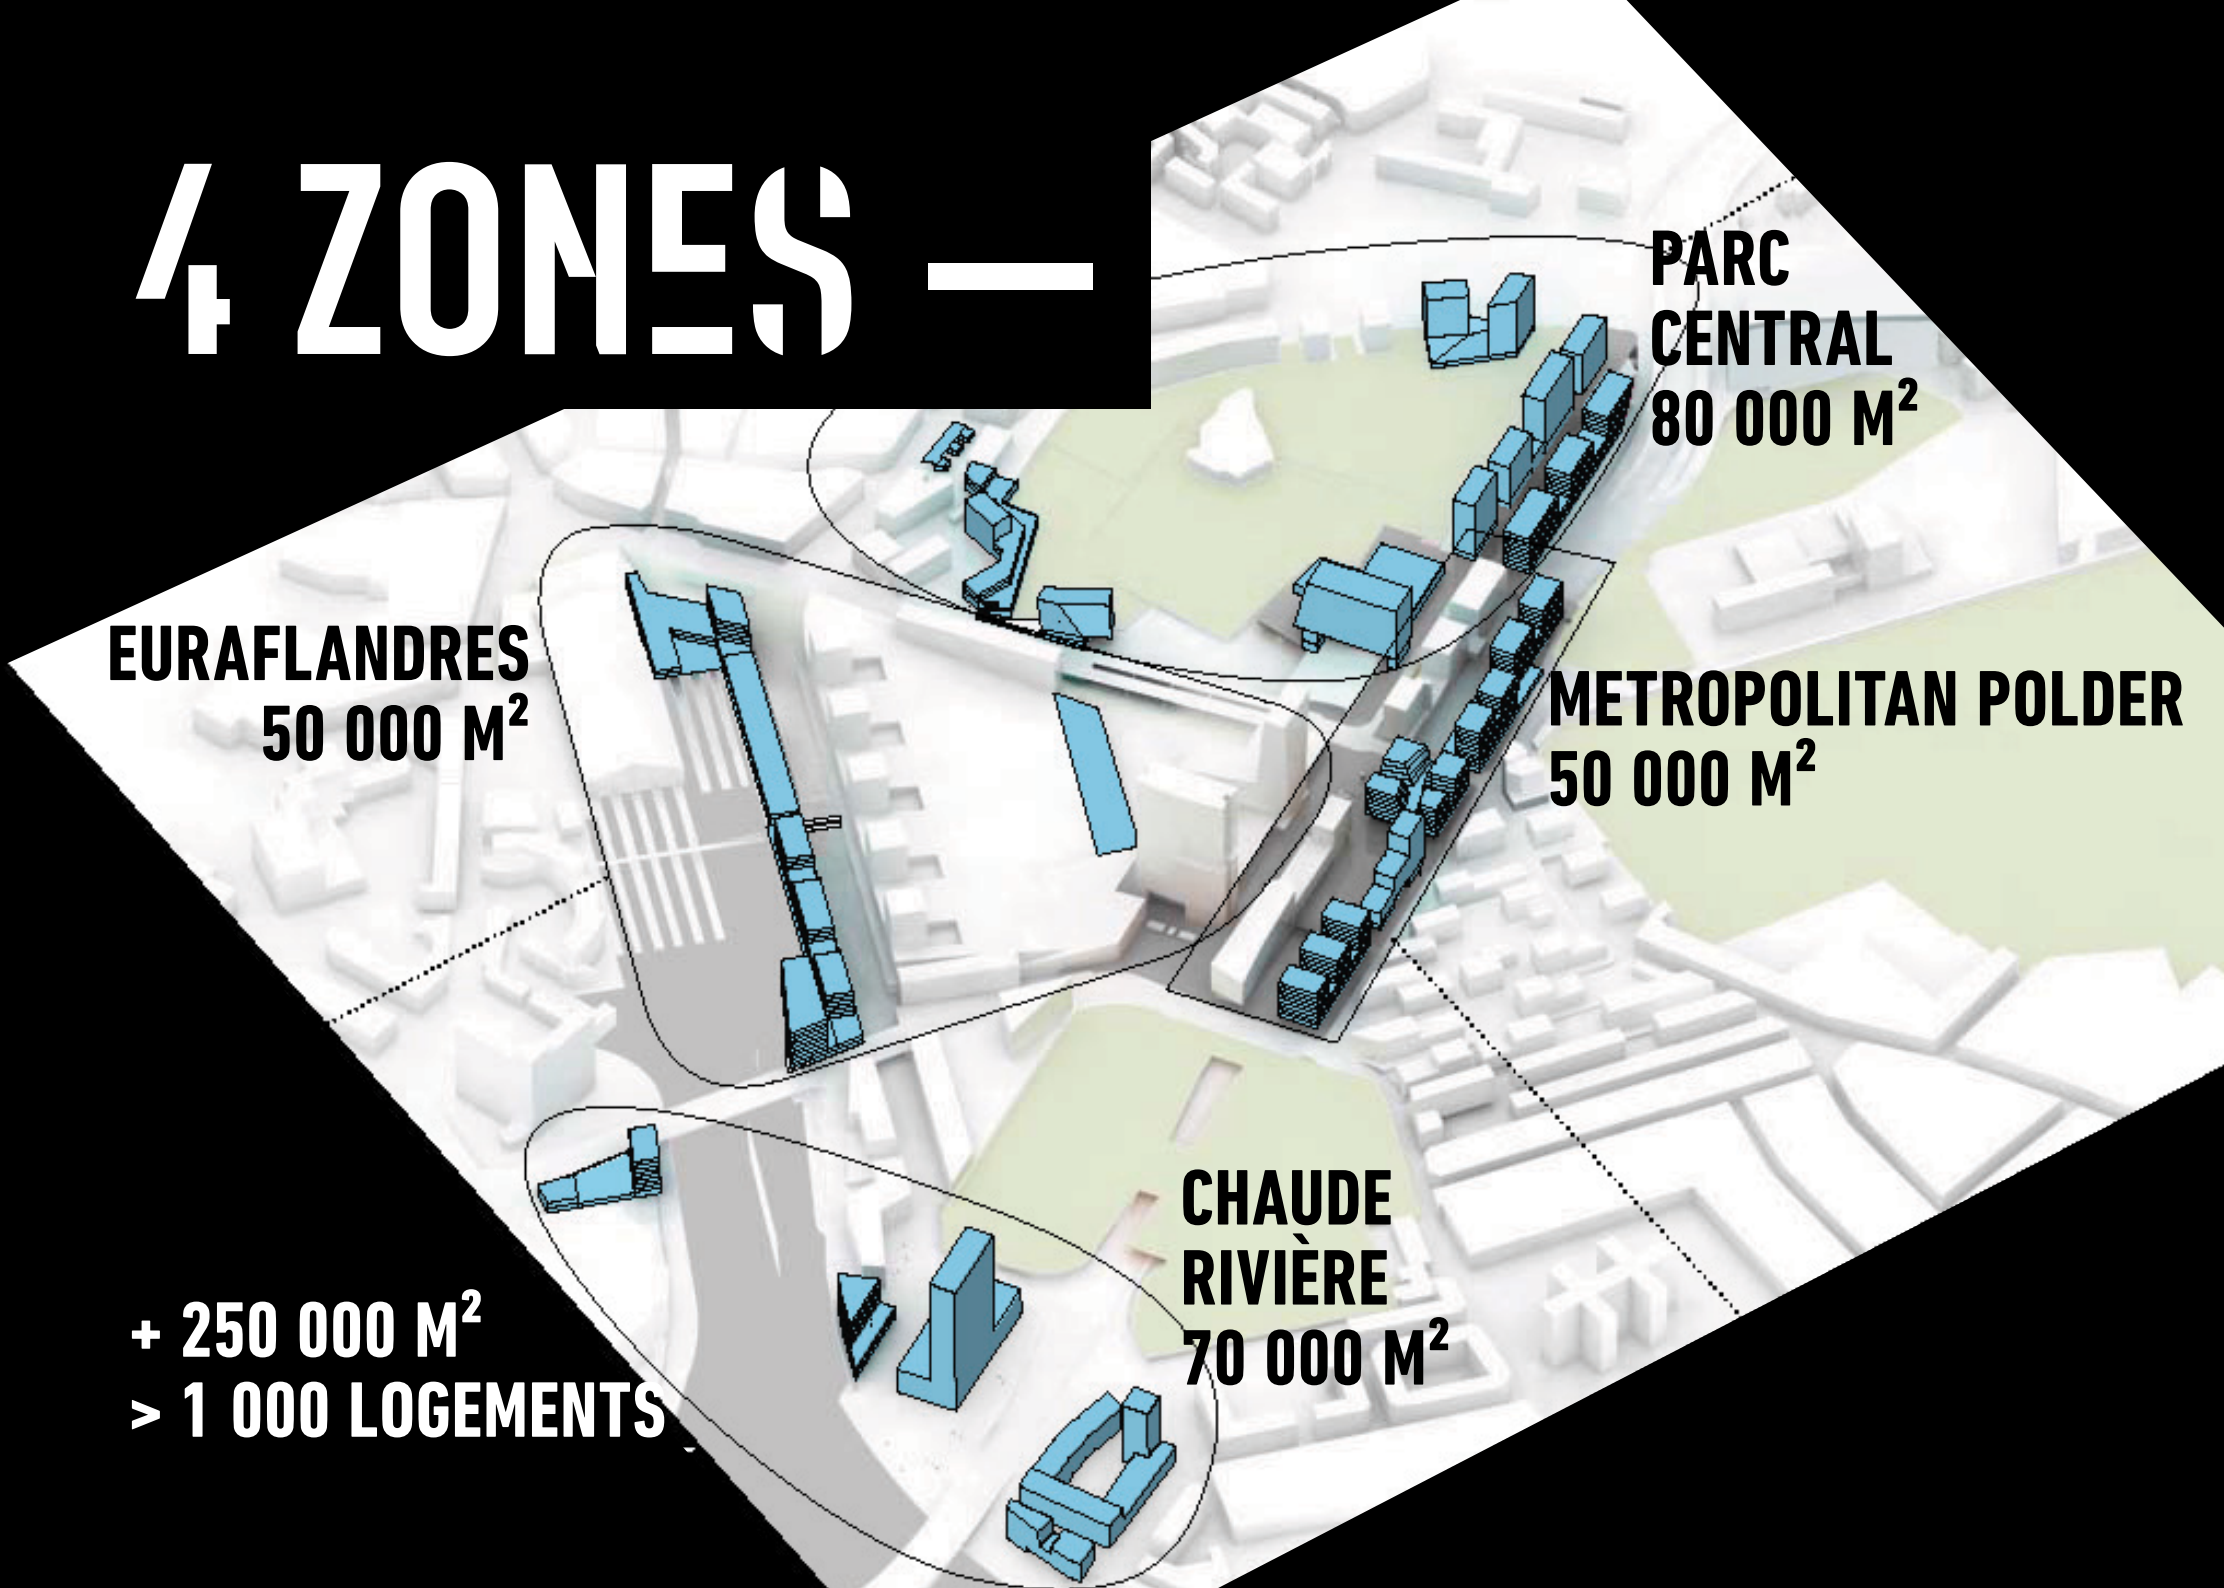 4 ZONES —
PARC
CENTRAL
80 000 M²
EURAFLANDRES
50 000 M²
METROPOLITAN POLDER
50 000 M²
CHAUDE
RIVIÈRE
70 000 M²
+ 250 000 M²
> 1 000 LOGEMENTS